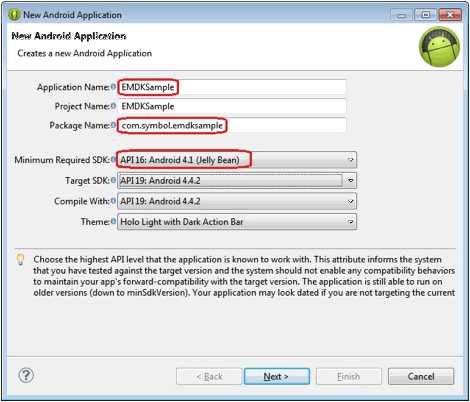 New Android Application
New Android Application
Creates a new Android Application
Application Name: EMDKSample
Project Name: EMDKSample
Package Name: com.symbol.emdksample
Minimum Required SDK: API 16: Android 4.1 (Jelly Bean)
Target SDK: API 19: Android 4.4.2
Compile With: API 19: Android 4.4.2
Theme: Holo Light with Dark Action Bar
Choose the highest API level that the application is known to work with. This attribute informs the system
that you have tested against the target version and the system should not enable any compatibility behaviors
to maintain your app's forward-compatibility with the target version. The application is still able to run on
older versions (down to minSdkVersion). Your application may look dated if you are not targeting the current
? < Back Next > Finish Cancel